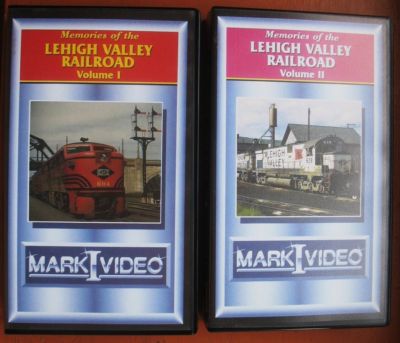 Memories of the
LEHIGH VALLEY
RAILROAD
Volume I
MARK I VIDEO
Memories of the
LEHIGH VALLEY
RAILROAD
Volume II
LEHIGH
VALLEY
MARK I VIDEO